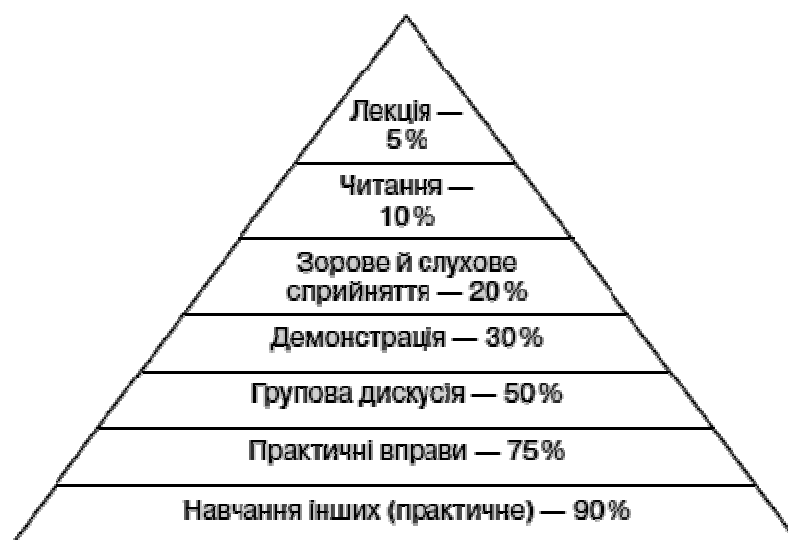 Лекція —
5%
Читання —
10%
Зорове й слухове
сприйняття — 20%
Демонстрація — 30%
Групова дискусія — 50%
Практичні вправи — 75%
Навчання інших (практичне) — 90%